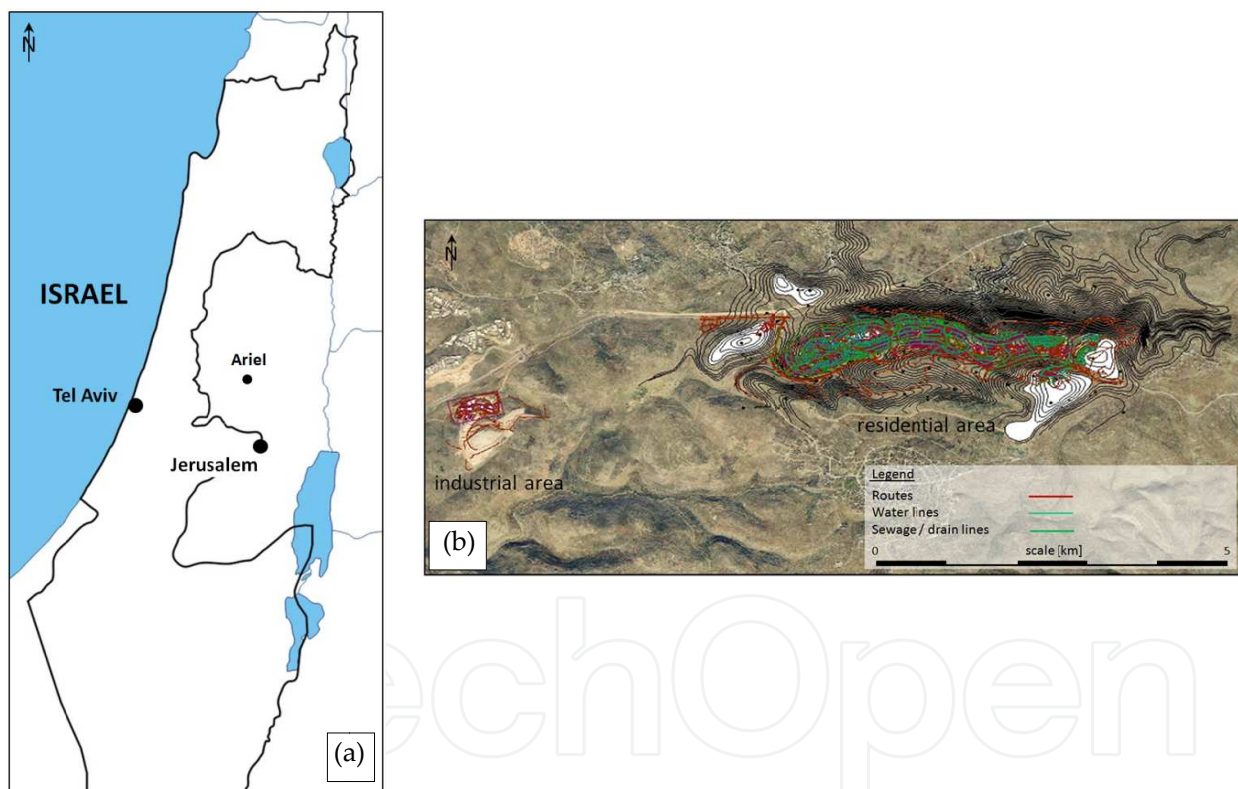 N
ISRAEL
Ariel
Tel Aviv
Jerusalem
(a)
N
residential area
industrial area
Legend
Routes
Water lines
Sewage / drain lines
0 scale [km] 5
(b)
echOpen